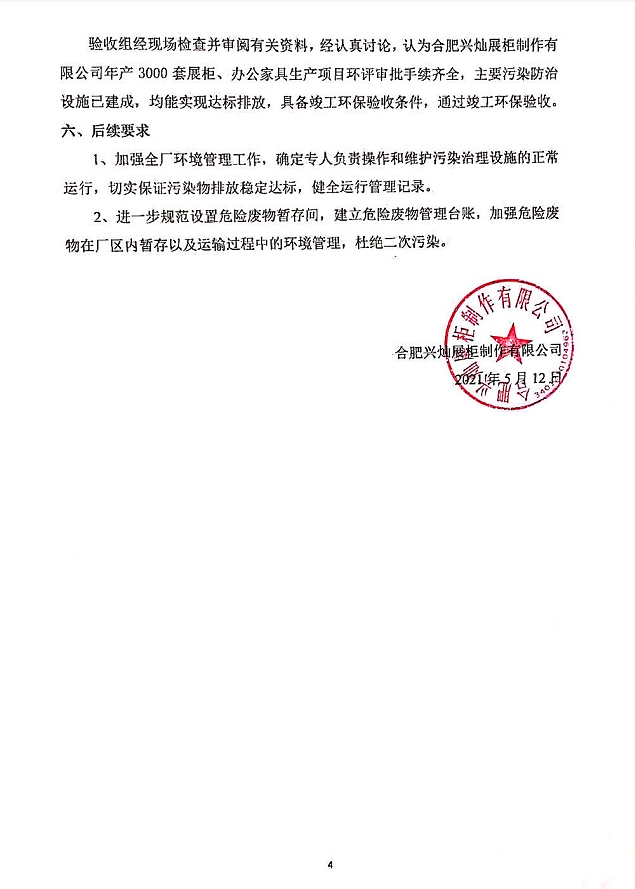 验收组经现场检查并审阅有关资料，经认真讨论，认为合肥兴灿展柜制作有
限公司年产 3000 套展柜、办公家具生产项目环评审批手续齐全，主要污染防治
设施已建成，均能实现达标排放，具备竣工环保验收条件，通过竣工环保验收。
六、后续要求
1、加强全厂环境管理工作，确定专人负责操作和维护污染治理设施的正常
运行，切实保证污染物排放稳定达标，健全运行管理记录。
2、进一步规范设置危险废物暂存间，建立危险废物管理台账，加强危险废
物在厂区内暂存以及运输过程中的环境管理，杜绝二次污染。
合肥兴灿展柜制作有限公司
2021 年 5 月 12 日
合肥兴灿展柜制作有限公司
4